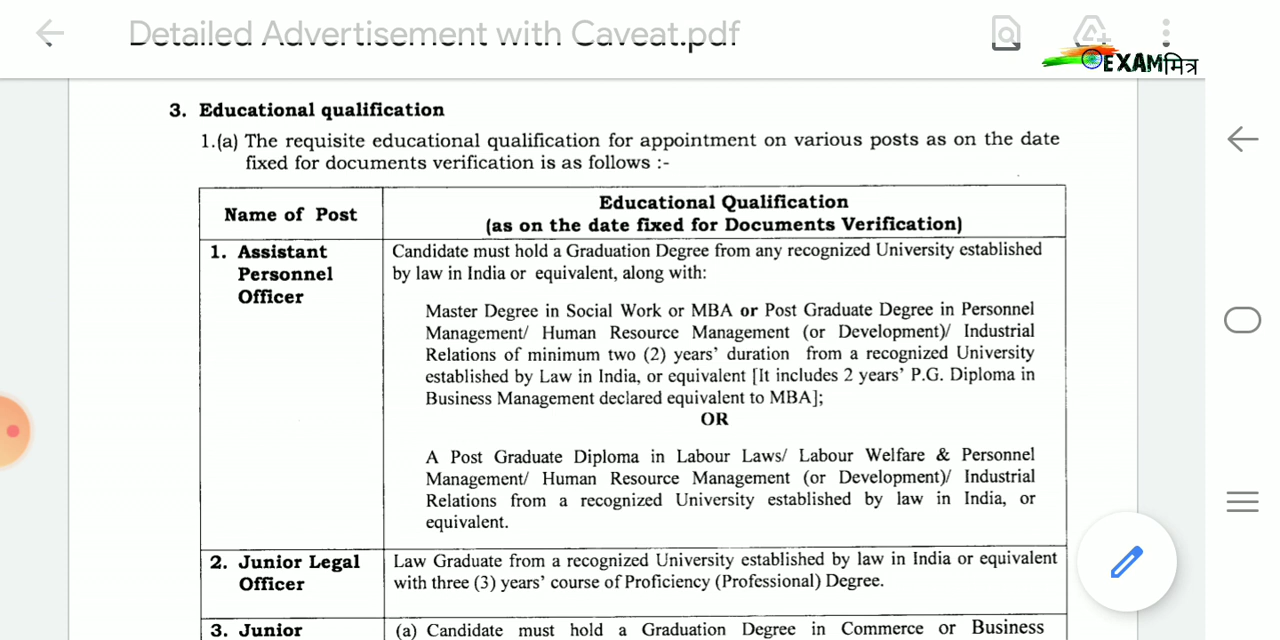 Detailed Advertisement with Caveat.pdf
EXAMमित्र
3. Educational qualification
1.(a) The requisite educational qualification for appointment on various posts as on the date
fixed for documents verification is as follows :-
Name of Post
Educational Qualification
(as on the date fixed for Documents Verification)
1. Assistant
Personnel
Officer
Candidate must hold a Graduation Degree from any recognized University established
by law in India or equivalent, along with:
Master Degree in Social Work or MBA or Post Graduate Degree in Personnel
Management/ Human Resource Management (or Development)/ Industrial
Relations of minimum two (2) years' duration from a recognized University
established by Law in India, or equivalent [It includes 2 years' P.G. Diploma in
Business Management declared equivalent to MBA];
OR
A Post Graduate Diploma in Labour Laws/ Labour Welfare & Personnel
Management/ Human Resource Management (or Development)/ Industrial
Relations from a recognized University established by law in India, or
equivalent.
2. Junior Legal
Officer
Law Graduate from a recognized University established by law in India or equivalent
with three (3) years' course of Proficiency (Professional) Degree.
3. Junior
(a) Candidate must hold a Graduation Degree in Commerce or Business